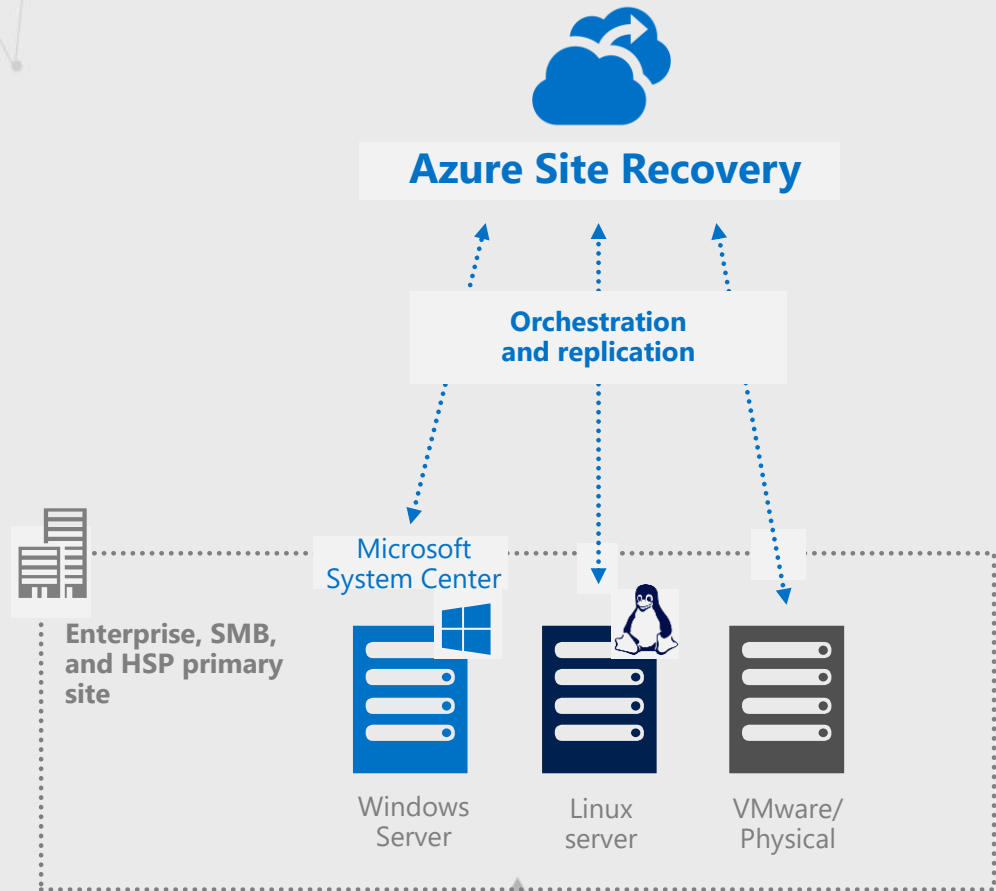 Azure Site Recovery
Orchestration
and replication
Microsoft
System Center
Enterprise, SMB,
and HSP primary
site
Windows
Server
Linux
server
VMware/
Physical